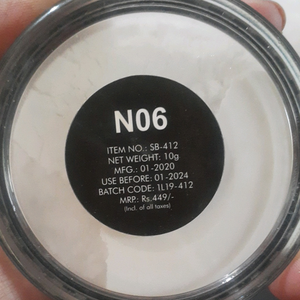 N06
ITEM NO.: SB-412
NET WEIGHT: 10g
MFG.: 01-2020
USE BEFORE: 01-2024
BATCH CODE: 1L19-412
MRP.: Rs.449/-
(Incl. of all taxes)